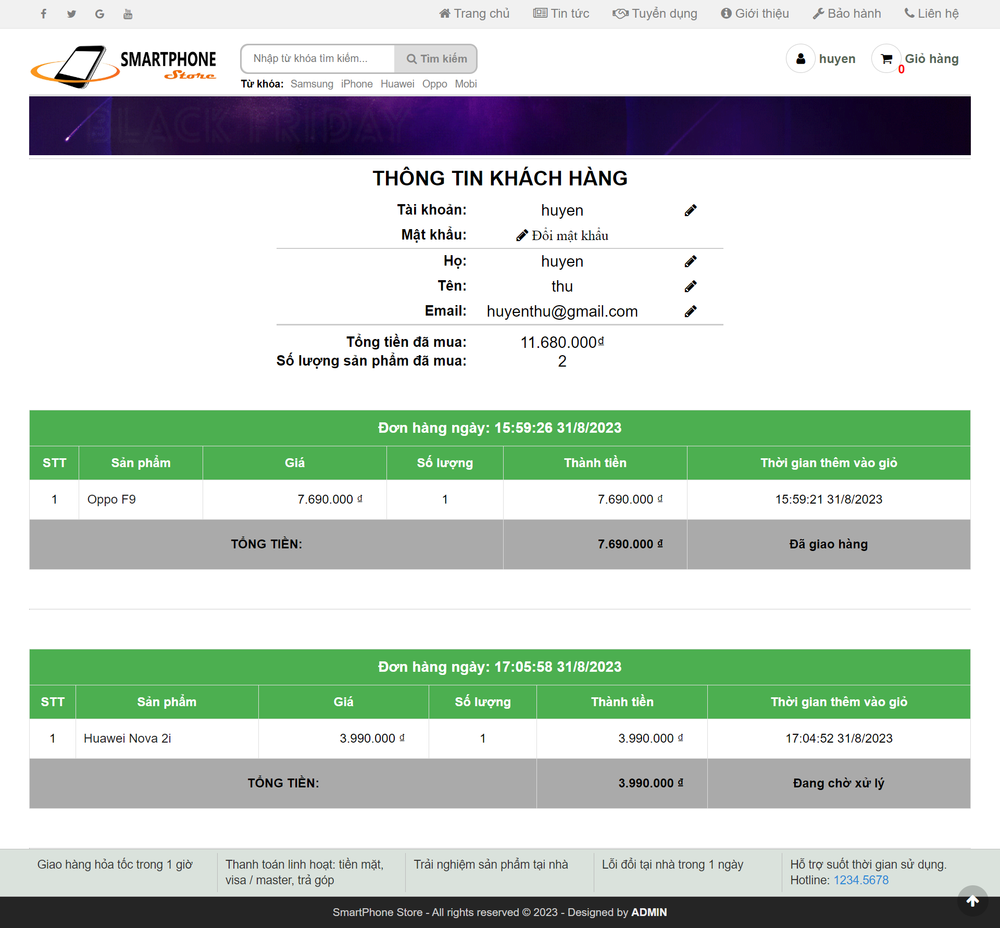 Trang chủ Tin tức Tuyển dụng Giới thiệu Bảo hành Liên hệ
SMARTPHONE
Store
Nhập từ khóa tìm kiếm... Tìm kiếm
huyen 0 Giỏ hàng
Từ khóa: Samsung iPhone Huawei Oppo Mobi
BLACK FRIDAY
THÔNG TIN KHÁCH HÀNG
Tài khoản: huyen
Mật khẩu: Đổi mật khẩu
Họ: huyen
Tên: thu
Email: huyenthu@gmail.com
Tổng tiền đã mua: 11.680.000₫
Số lượng sản phẩm đã mua: 2
Đơn hàng ngày: 15:59:26 31/8/2023
STT Sản phẩm Giá Số lượng Thành tiền Thời gian thêm vào giỏ
1 Oppo F9 7.690.000 ₫ 1 7.690.000 ₫ 15:59:21 31/8/2023
TỔNG TIỀN: 7.690.000 ₫ Đã giao hàng
Đơn hàng ngày: 17:05:58 31/8/2023
STT Sản phẩm Giá Số lượng Thành tiền Thời gian thêm vào giỏ
1 Huawei Nova 2i 3.990.000 ₫ 1 3.990.000 ₫ 17:04:52 31/8/2023
TỔNG TIỀN: 3.990.000 ₫ Đang chờ xử lý
Giao hàng hỏa tốc trong 1 giờ
Thanh toán linh hoạt: tiền mặt,
visa / master, trả góp
Trải nghiệm sản phẩm tại nhà
Lỗi đổi tại nhà trong 1 ngày
Hỗ trợ suốt thời gian sử dụng.
Hotline: 1234.5678
SmartPhone Store - All rights reserved © 2023 - Designed by ADMIN